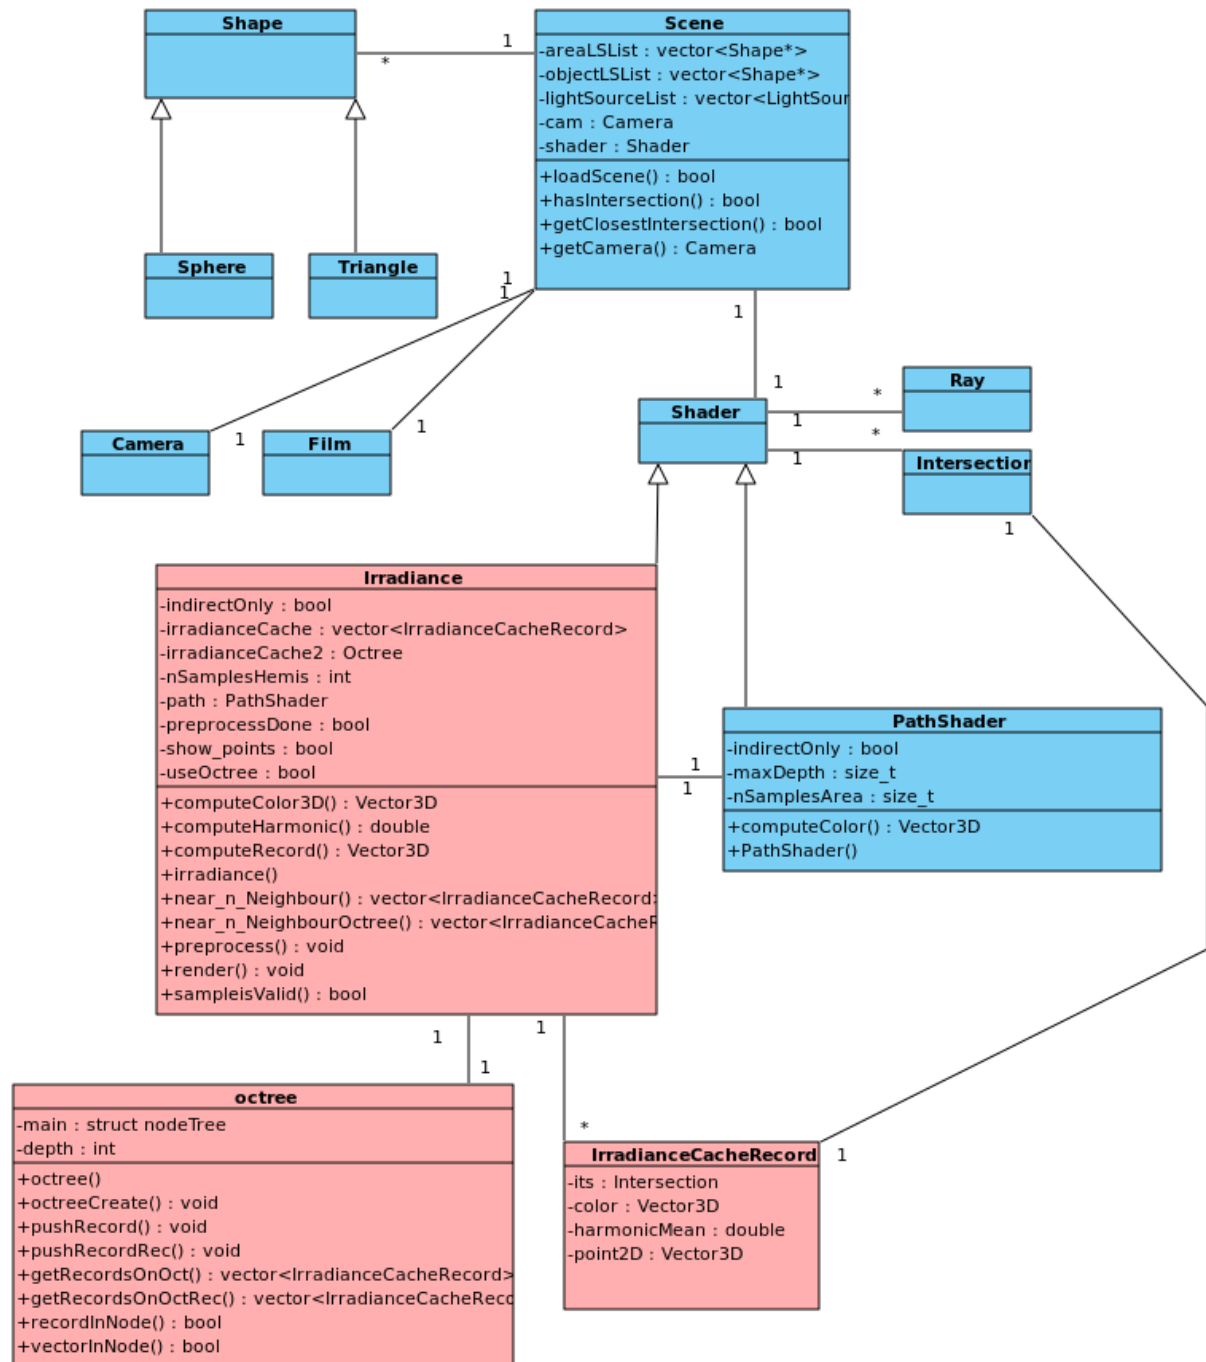 Shape
Scene
-areaLSList : vector<Shape*>
-objectLSList : vector<Shape*>
-lightSourceList : vector<LightSour
-cam : Camera
-shader : Shader
+loadScene() : bool
+hasIntersection() : bool
+getClosestIntersection() : bool
+getCamera() : Camera
1
*
Sphere
Triangle
1
1
1
1
Camera
1
Film
1
Shader
*
1
Ray
*
1
Intersection
1
Irradiance
-indirectOnly : bool
-irradianceCache : vector<IrradianceCacheRecord>
-irradianceCache2 : Octree
-nSamplesHemis : int
-path : PathShader
-preprocessDone : bool
-show_points : bool
-useOctree : bool
+computeColor3D() : Vector3D
+computeHarmonic() : double
+computeRecord() : Vector3D
+irradiance()
+near_n_Neighbour() : vector<IrradianceCacheRecord>
+near_n_NeighbourOctree() : vector<IrradianceCacheR
+preprocess() : void
+render() : void
+sampleisValid() : bool
1
1
PathShader
-indirectOnly : bool
-maxDepth : size_t
-nSamplesArea : size_t
+computeColor() : Vector3D
+PathShader()
1
1
1
*
octree
-main : struct nodeTree
-depth : int
+octree()
+octreeCreate() : void
+pushRecord() : void
+pushRecordRec() : void
+getRecordsOnOct() : vector<IrradianceCacheRecord>
+getRecordsOnOctRec() : vector<IrradianceCacheReco
+recordInNode() : bool
+vectorInNode() : bool
IrradianceCacheRecord
1
-its : Intersection
-color : Vector3D
-harmonicMean : double
-point2D : Vector3D